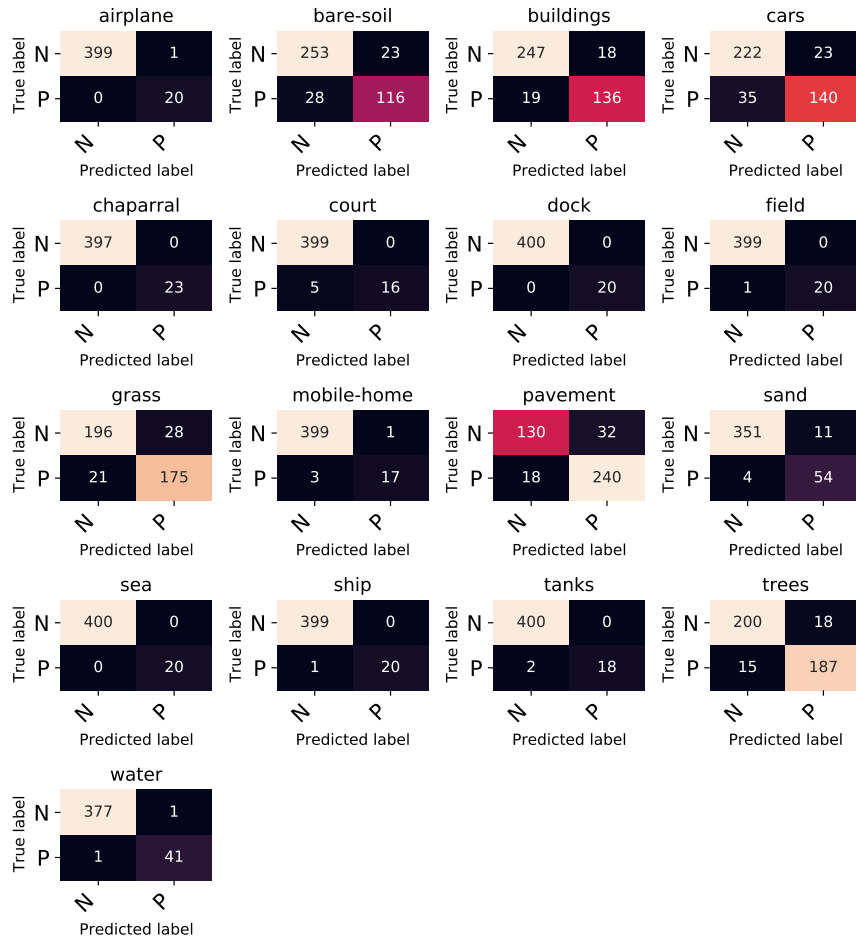 airplane bare-soil buildings cars
True label N 399 1 True label N 253 23 True label N 247 18 True label N 222 23
P 0 20 P 28 116 P 19 136 P 35 140
N P N P N P N P
Predicted label Predicted label Predicted label Predicted label
chaparral court dock field
True label N 397 0 True label N 399 0 True label N 400 0 True label N 399 0
P 0 23 P 5 16 P 0 20 P 1 20
N P N P N P N P
Predicted label Predicted label Predicted label Predicted label
grass mobile-home pavement sand
True label N 196 28 True label N 399 1 True label N 130 32 True label N 351 11
P 21 175 P 3 17 P 18 240 P 4 54
N P N P N P N P
Predicted label Predicted label Predicted label Predicted label
sea ship tanks trees
True label N 400 0 True label N 399 0 True label N 400 0 True label N 200 18
P 0 20 P 1 20 P 2 18 P 15 187
N P N P N P N P
Predicted label Predicted label Predicted label Predicted label
water
True label N 377 1
P 1 41
N P
Predicted label